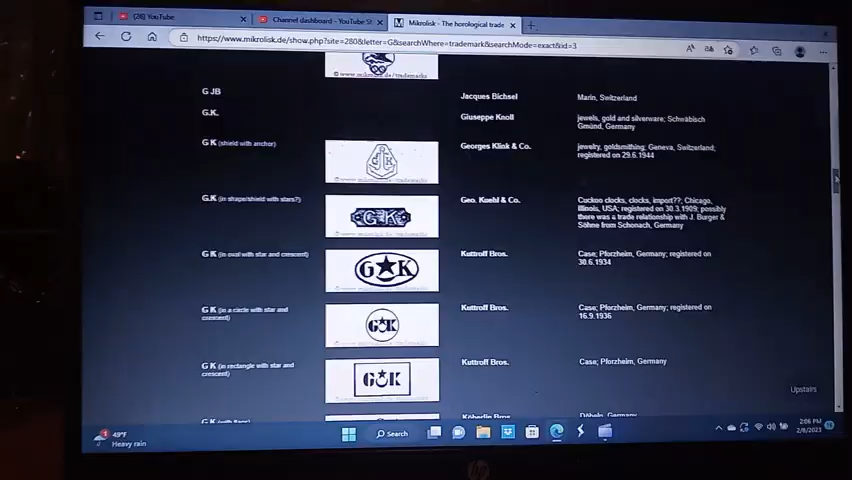 (28) YouTube
Channel dashboard - YouTube St
Mikrolisk - The horological trade
https://www.mikrolisk.de/show.php?site=280&letter=G&searchWhere=trademark&searchMode=exact&id=3
G JB
Jacques Bichsel
Marin, Switzerland
G.K.
Giuseppe Knoll
jewels, gold and silverware; Schwäbisch
Gmünd, Germany
G K (shield with anchor)
G K
Georges Klink & Co.
jewelry, goldsmithing; Geneva, Switzerland;
registered on 29.6.1944
G.K (in shape/shield with stars?)
G.K
Geo. Kuehl & Co.
Cuckoo clocks, clocks, import??; Chicago,
Illinois, USA; registered on 30.3.1909; possibly
there was a trade relationship with J. Burger &
Söhne from Schonach, Germany
G K (in oval with star and crescent)
G K
Kuttroff Bros.
Case; Pforzheim, Germany; registered on
30.6.1934
G K (in a circle with star and
crescent)
G K
Kuttroff Bros.
Case; Pforzheim, Germany; registered on
16.9.1936
G K (in rectangle with star and
crescent)
G K
Kuttroff Bros.
Case; Pforzheim, Germany
Upstairs
49°F
Heavy rain
Search
2:06 PM
2/8/2023
hp